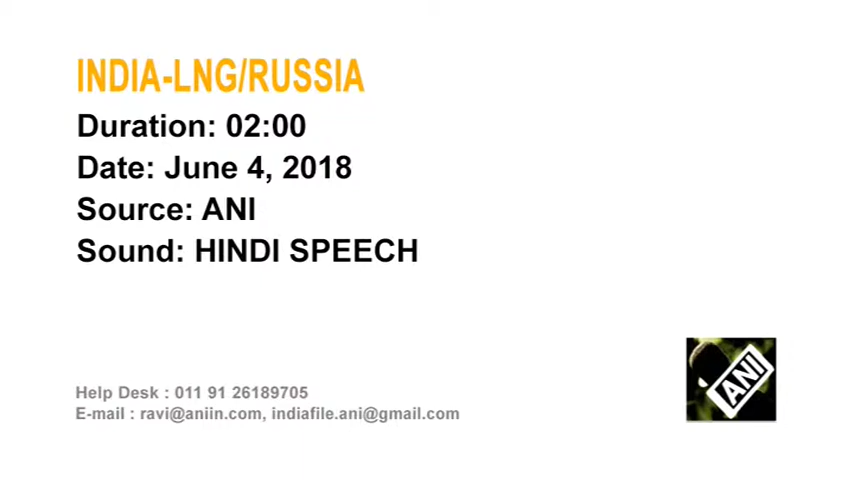 INDIA-LNG/RUSSIA
Duration: 02:00
Date: June 4, 2018
Source: ANI
Sound: HINDI SPEECH
Help Desk : 011 91 26189705
E-mail : ravi@aniin.com, indiafile.ani@gmail.com
ANI